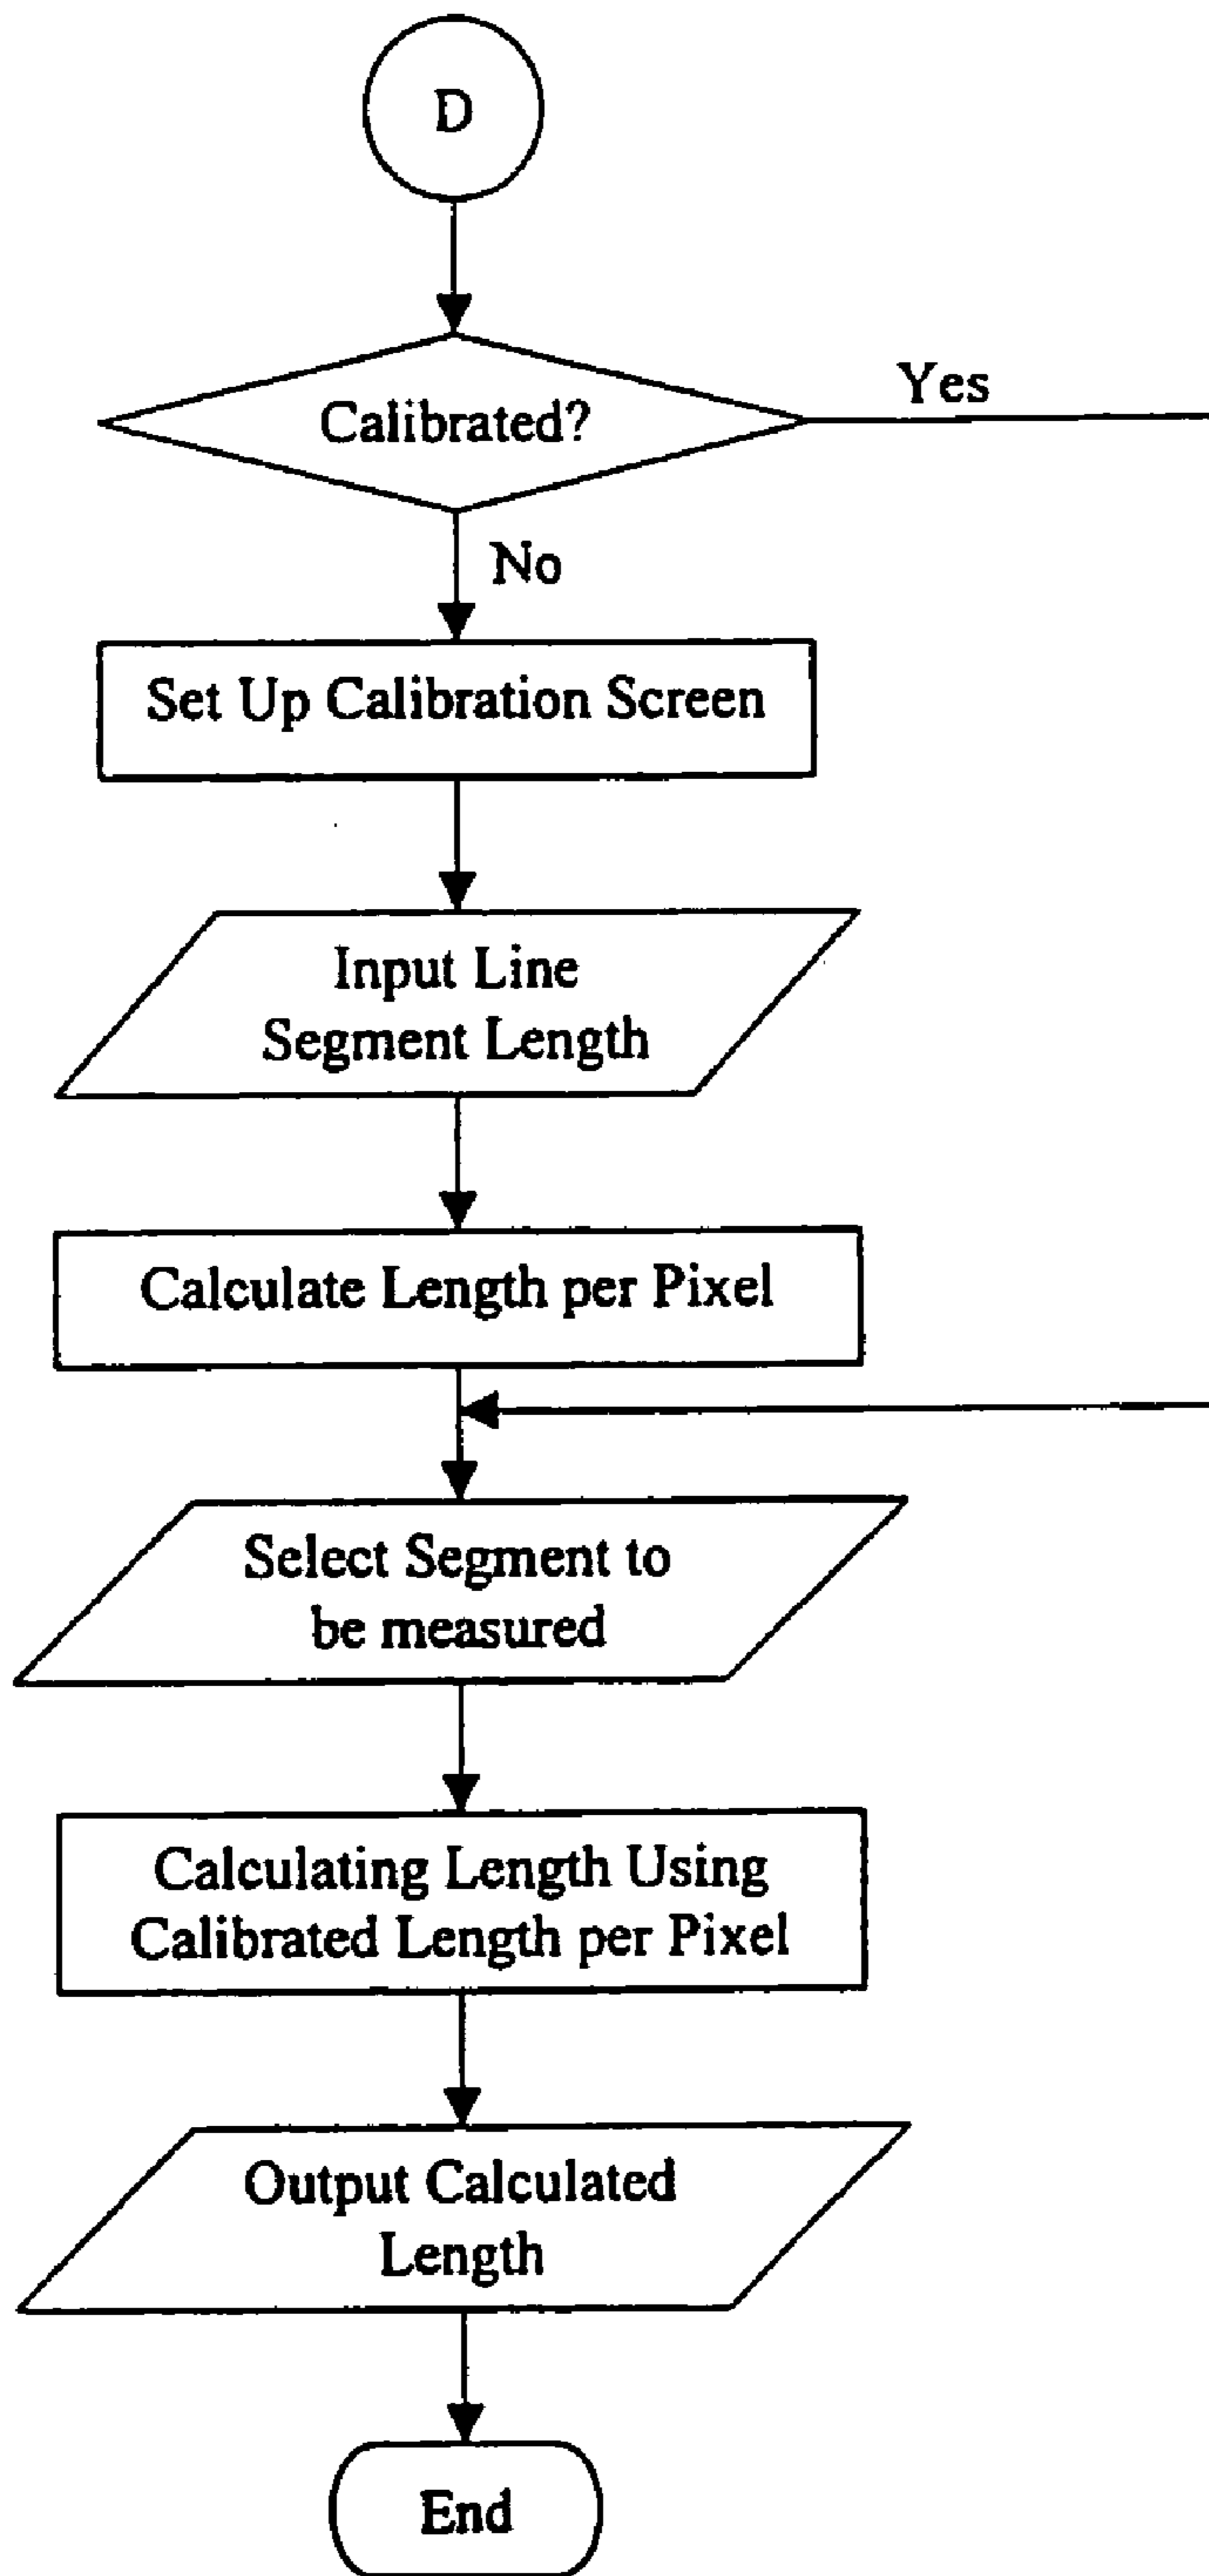 D
Calibrated?
Yes
No
Set Up Calibration Screen
Input Line
Segment Length
Calculate Length per Pixel
Select Segment to
be measured
Calculating Length Using
Calibrated Length per Pixel
Output Calculated
Length
End